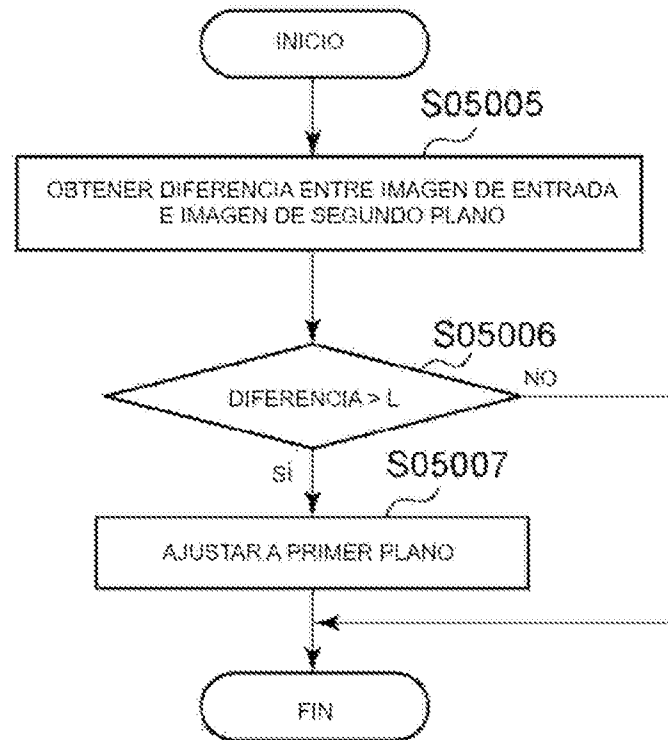 INICIO
S05005
OBTENER DIFERENCIA ENTRE IMAGEN DE ENTRADA
E IMAGEN DE SEGUNDO PLANO
S05006
DIFERENCIA > L
NO
SÍ
S05007
AJUSTAR A PRIMER PLANO
FIN